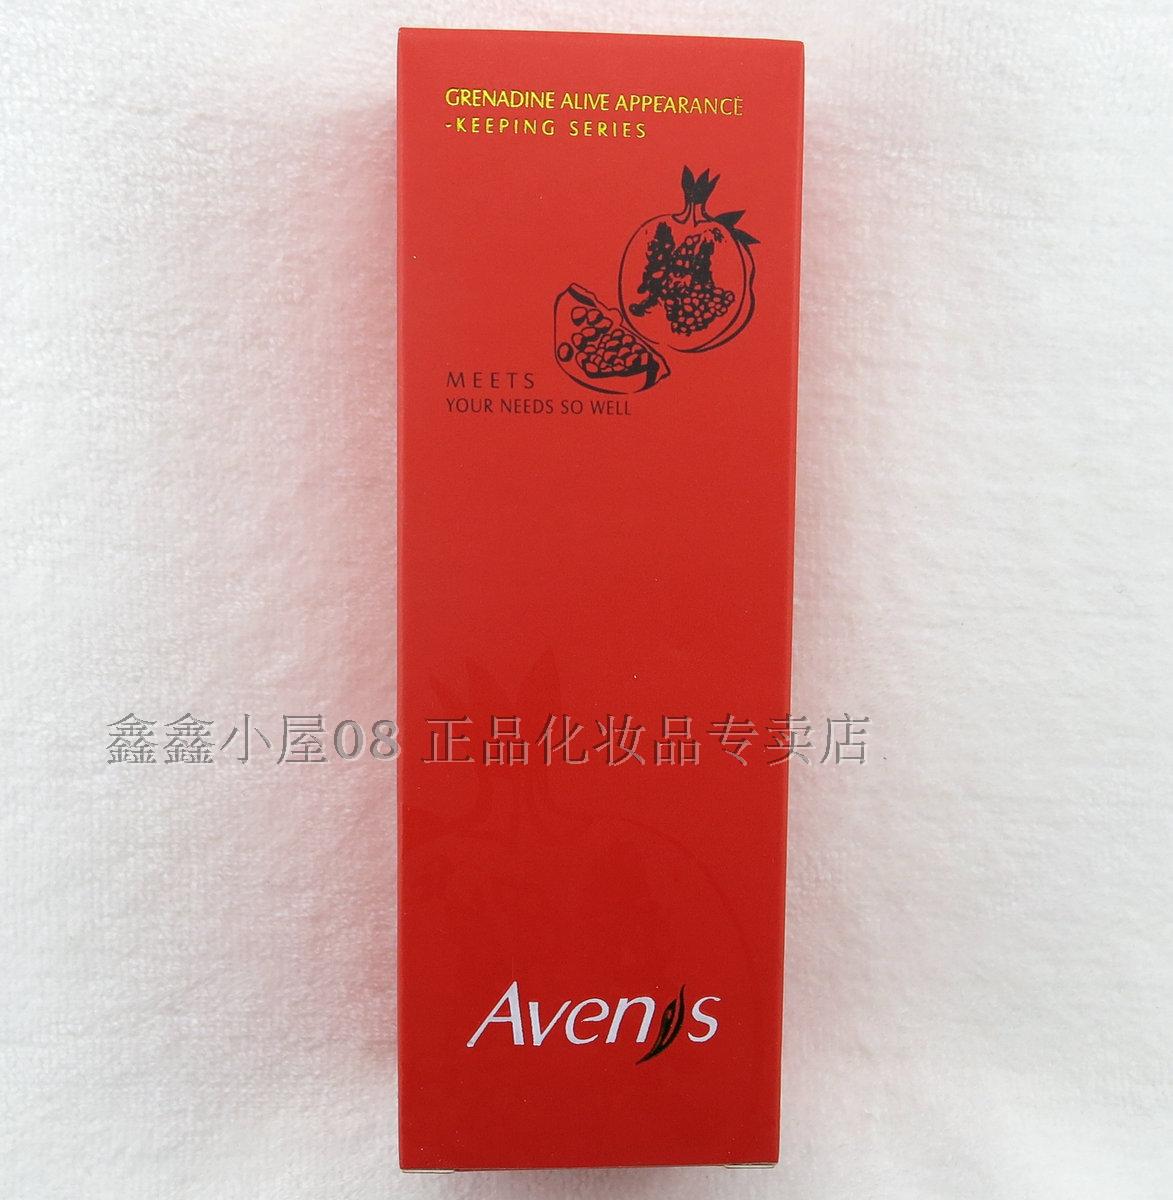 GRENADINE ALIVE APPEARANCE
-KEEPING SERIES
MEETS
YOUR NEEDS SO WELL
鑫鑫小屋08 正品化妆品专卖店
Avenis